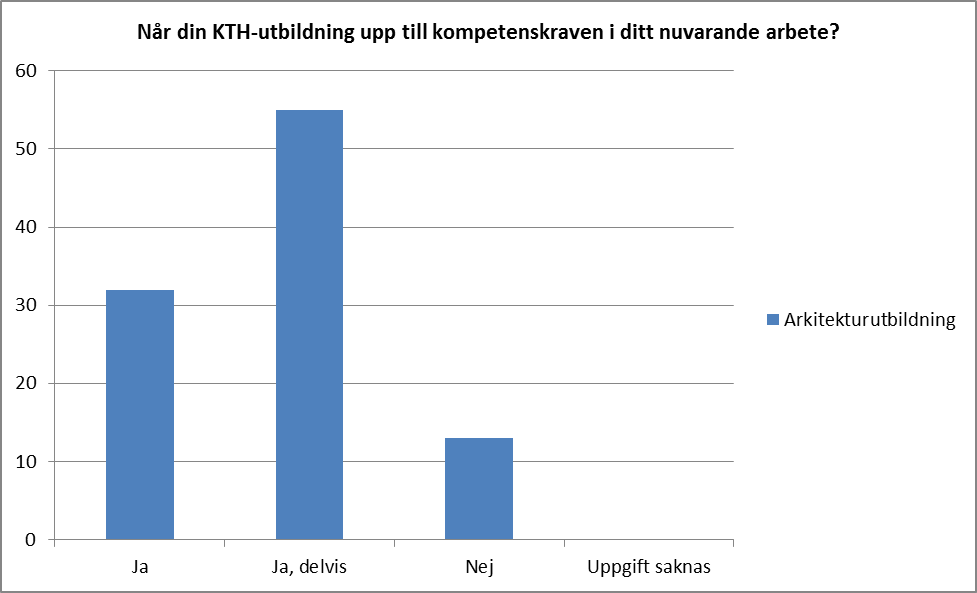 Når din KTH-utbildning upp till kompetenskraven i ditt nuvarande arbete?
60
50
40
30
20
10
0
Ja
Ja, delvis
Nej
Uppgift saknas
Arkitekturutbildning